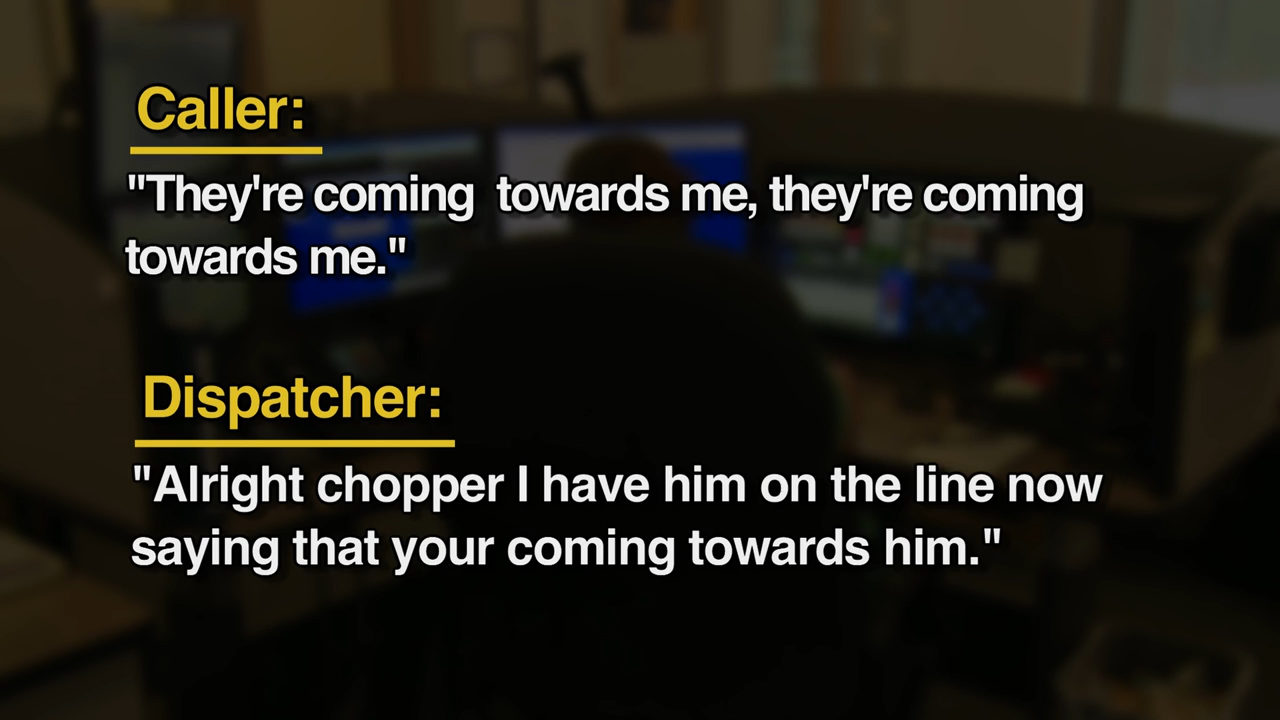 Caller:
"They're coming  towards me, they're coming
towards me."
Dispatcher:
"Alright chopper I have him on the line now
saying that your coming towards him."